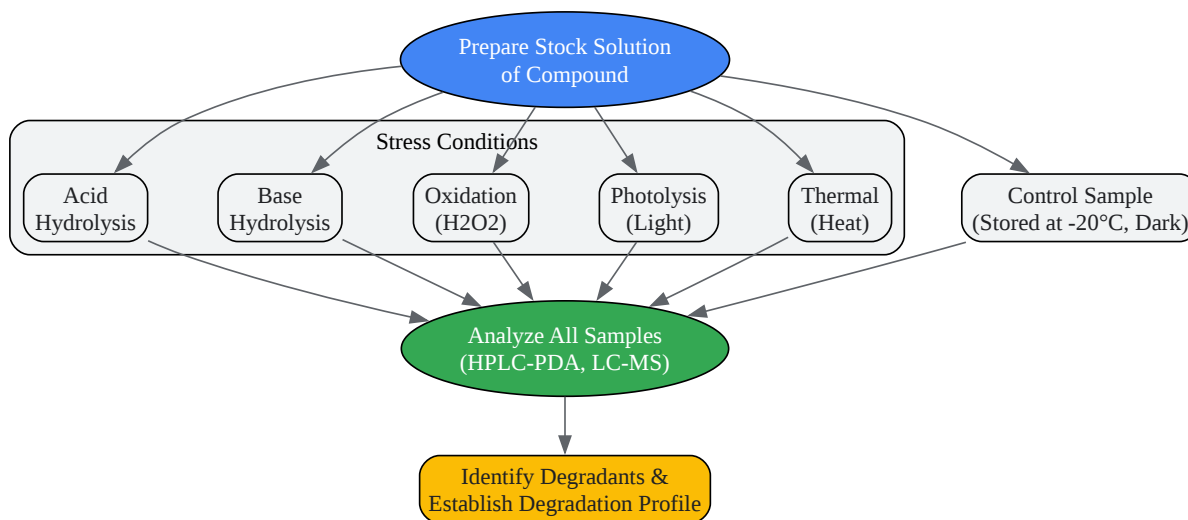 Prepare Stock Solution
of Compound
Stress Conditions
Acid
Hydrolysis
Base
Hydrolysis
Oxidation
(H2O2)
Photolysis
(Light)
Thermal
(Heat)
Control Sample
(Stored at -20°C, Dark)
Analyze All Samples
(HPLC-PDA, LC-MS)
Identify Degradants &
Establish Degradation Profile